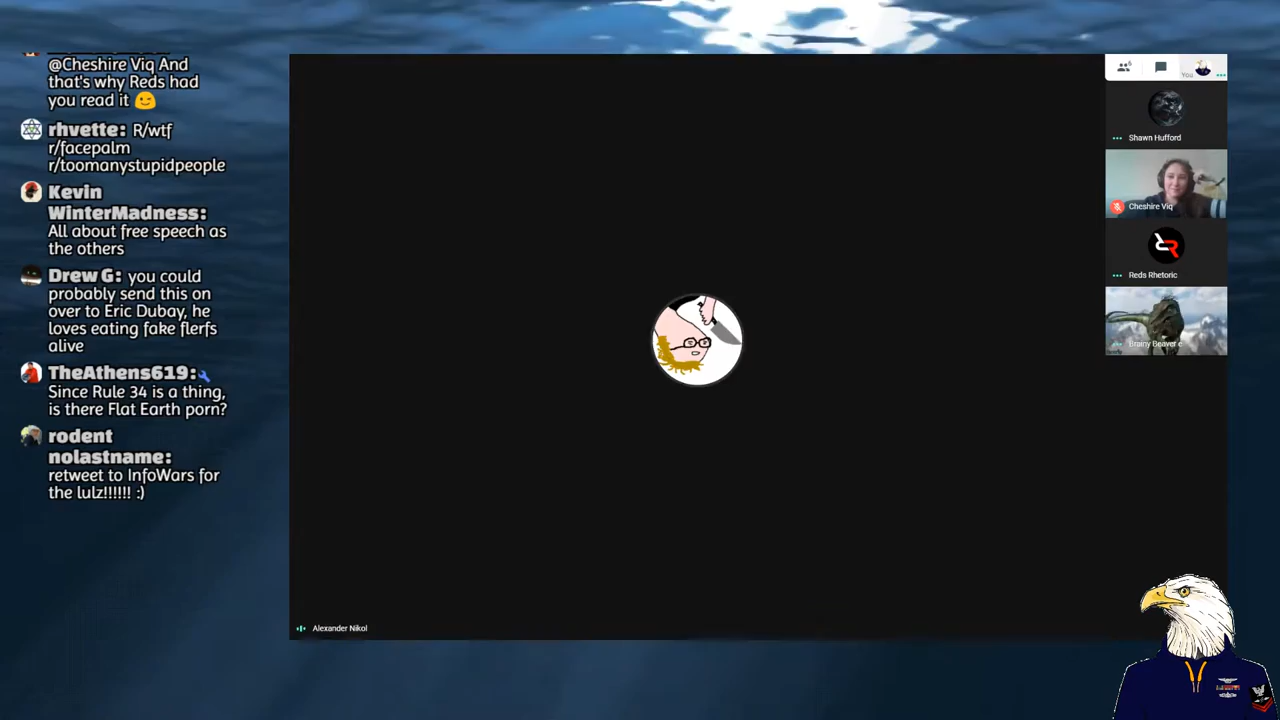 @Cheshire Viq And
that's why Reds had
you read it 😉
rhvette: R/wtf
r/facepalm
r/toomanystupidpeople
Kevin
WinterMadness:
All about free speech as
the others
Drew G: you could
probably send this on
over to Eric Dubay, he
loves eating fake flerfs
alive
TheAthens619:
Since Rule 34 is a thing,
is there Flat Earth porn?
rodent
nolastname:
retweet to InfoWars for
the lulz!!!!!! :)
You
Shawn Hufford
Cheshire Viq
Reds Rhetoric
Brainy Beaver
Alexander Nikol